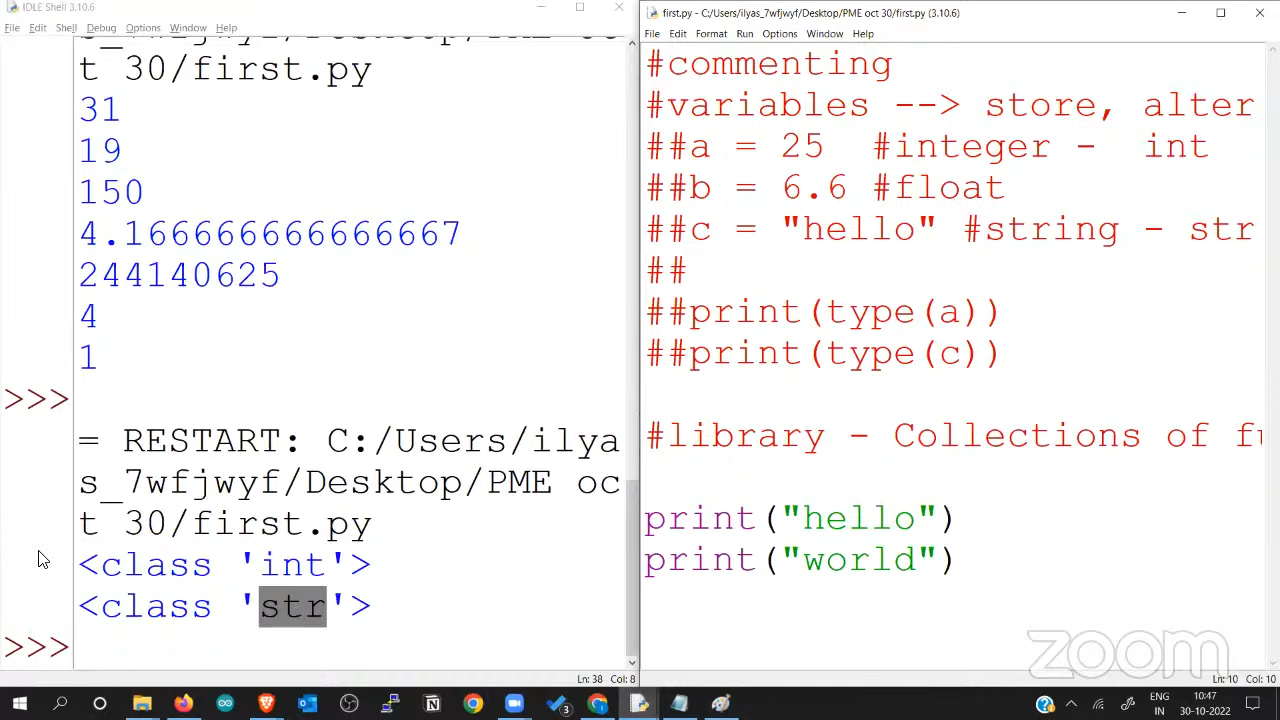 IDLE Shell 3.10.6
File Edit Shell Debug Options Window Help
t 30/first.py
31
19
150
4.166666666666667
244140625
4
1
>>>
= RESTART: C:/Users/ilya
s_7wfjwyf/Desktop/PME oc
t 30/first.py
<class 'int'>
<class 'str'>
>>>
Ln: 38 Col: 8
first.py - C:/Users/ilyas_7wfjwyf/Desktop/PME oct 30/first.py (3.10.6)
File Edit Format Run Options Window Help
#commenting
#variables --> store, alter
##a = 25  #integer -  int
##b = 6.6 #float
##c = "hello" #string - str
##
##print(type(a))
##print(type(c))
#library - Collections of fu
print("hello")
print("world")
zoom
Ln: 10 Col: 10
ENG
IN
10:47
30-10-2022
3